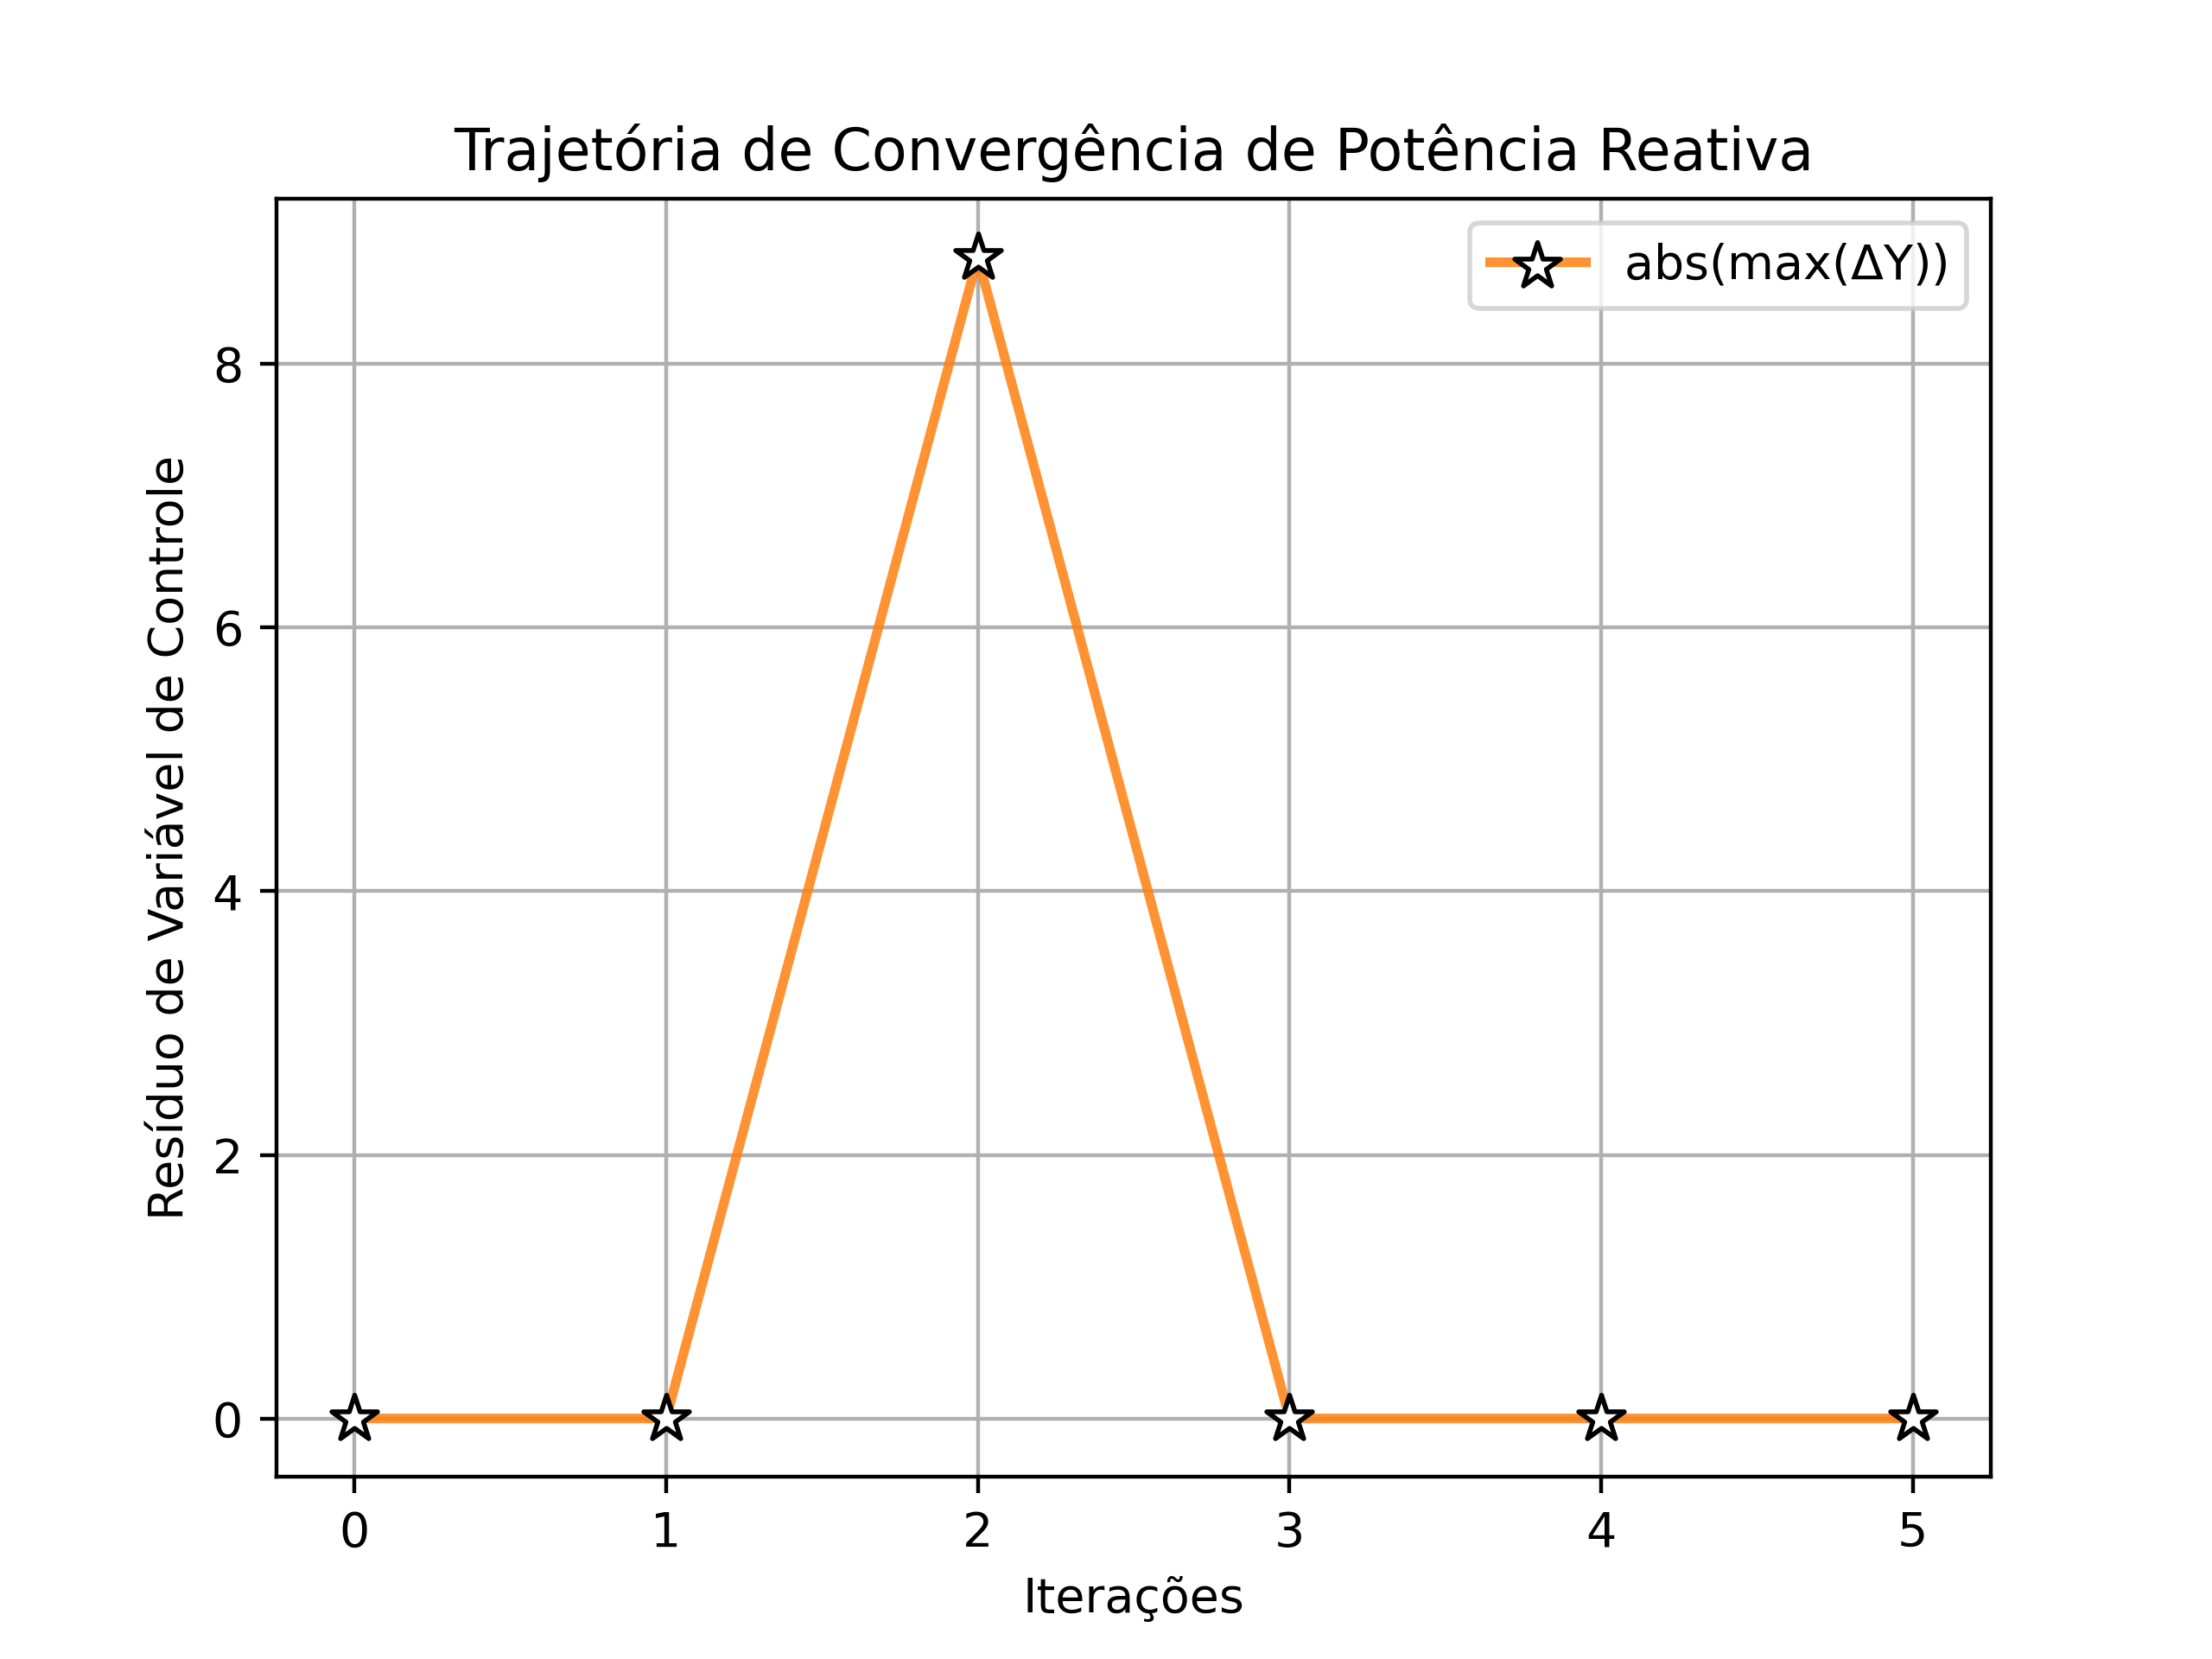 Trajetória de Convergência de Potência Reativa
abs(max(ΔY))
Resíduo de Variável de Controle
8
6
4
2
0
0 1 2 3 4 5
Iterações